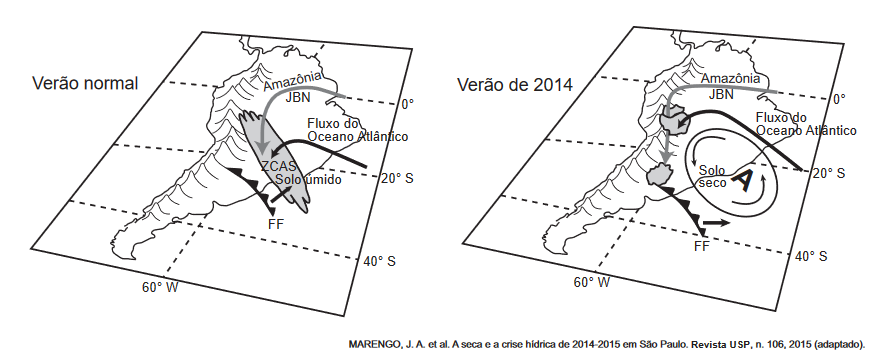 Verão normal
Amazônia
JBN
0°
Fluxo do
Oceano Atlântico
ZCAS
Solo úmido
20° S
FF
40° S
60° W
Verão de 2014
Amazônia
JBN
0°
Fluxo do
Oceano Atlântico
Solo
seco
A
20° S
FF
40° S
60° W
MARENGO, J. A. et al. A seca e a crise hídrica de 2014-2015 em São Paulo. Revista USP, n. 106, 2015 (adaptado).